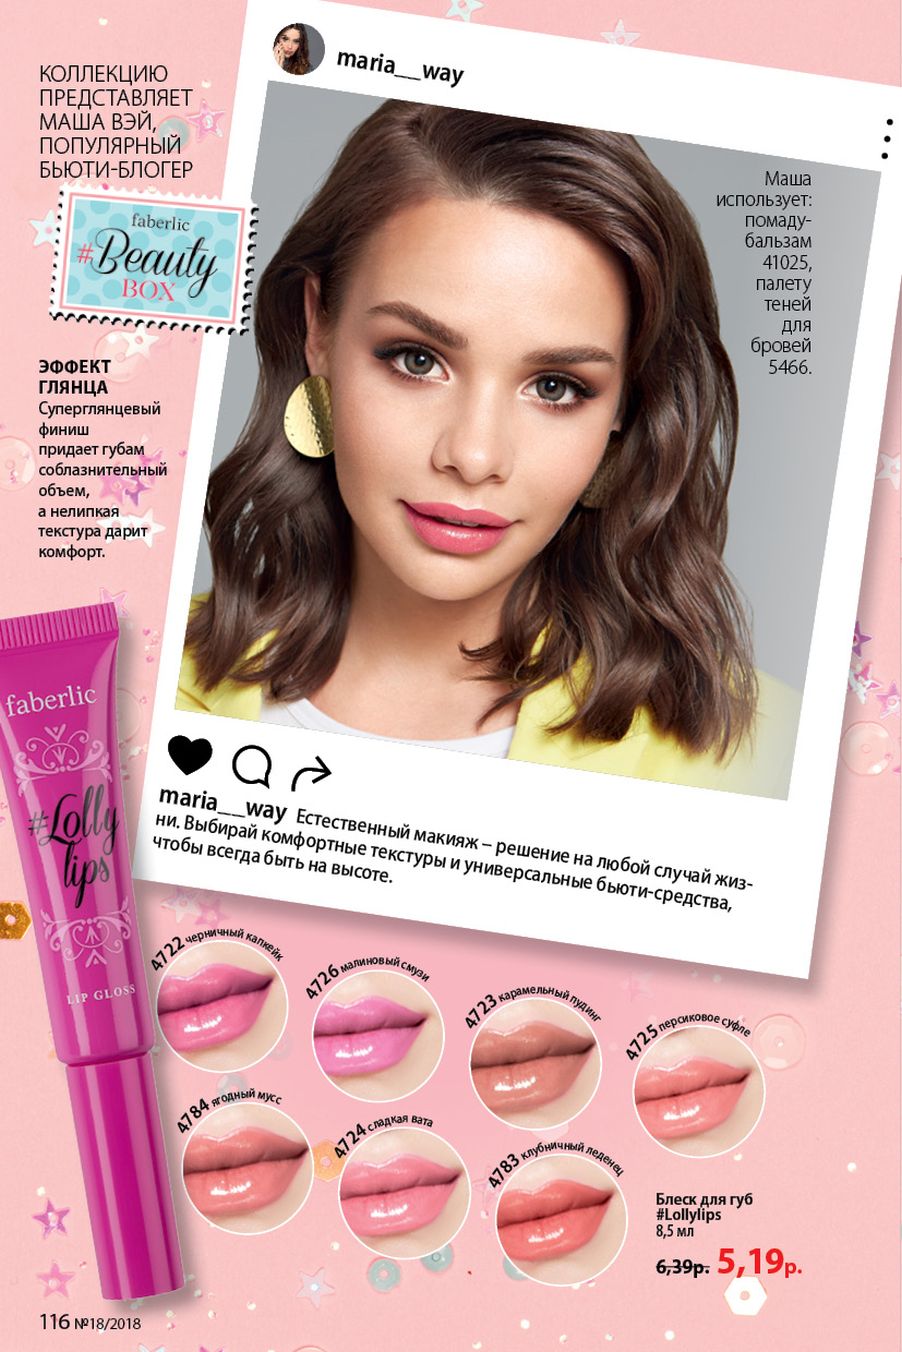 maria__way
КОЛЛЕКЦИЮ
ПРЕДСТАВЛЯЕТ
МАША ВЭЙ,
ПОПУЛЯРНЫЙ
БЬЮТИ-БЛОГЕР
faberlic
#Beauty
BOX
Маша
использует:
помаду-
бальзам
41025,
палету
теней
для
бровей
5466.
ЭФФЕКТ
ГЛЯНЦА
Суперглянцевый
финиш
придает губам
соблазнительный
объем,
а нелипкая
текстура дарит
комфорт.
faberlic
#Lolly
lips
LIP GLOSS
maria__way Естественный макияж – решение на любой случай жиз-
ни. Выбирай комфортные текстуры и универсальные бьюти-средства,
чтобы всегда быть на высоте.
4722 черничный капкейк
4726 малиновый смузи
4723 карамельный пудинг
4725 персиковое суфле
4784 ягодный мусс
4724 сладкая вата
4783 клубничный леденец
Блеск для губ
#Lollylips
8,5 мл
6,39р. 5,19р.
116 №18/2018